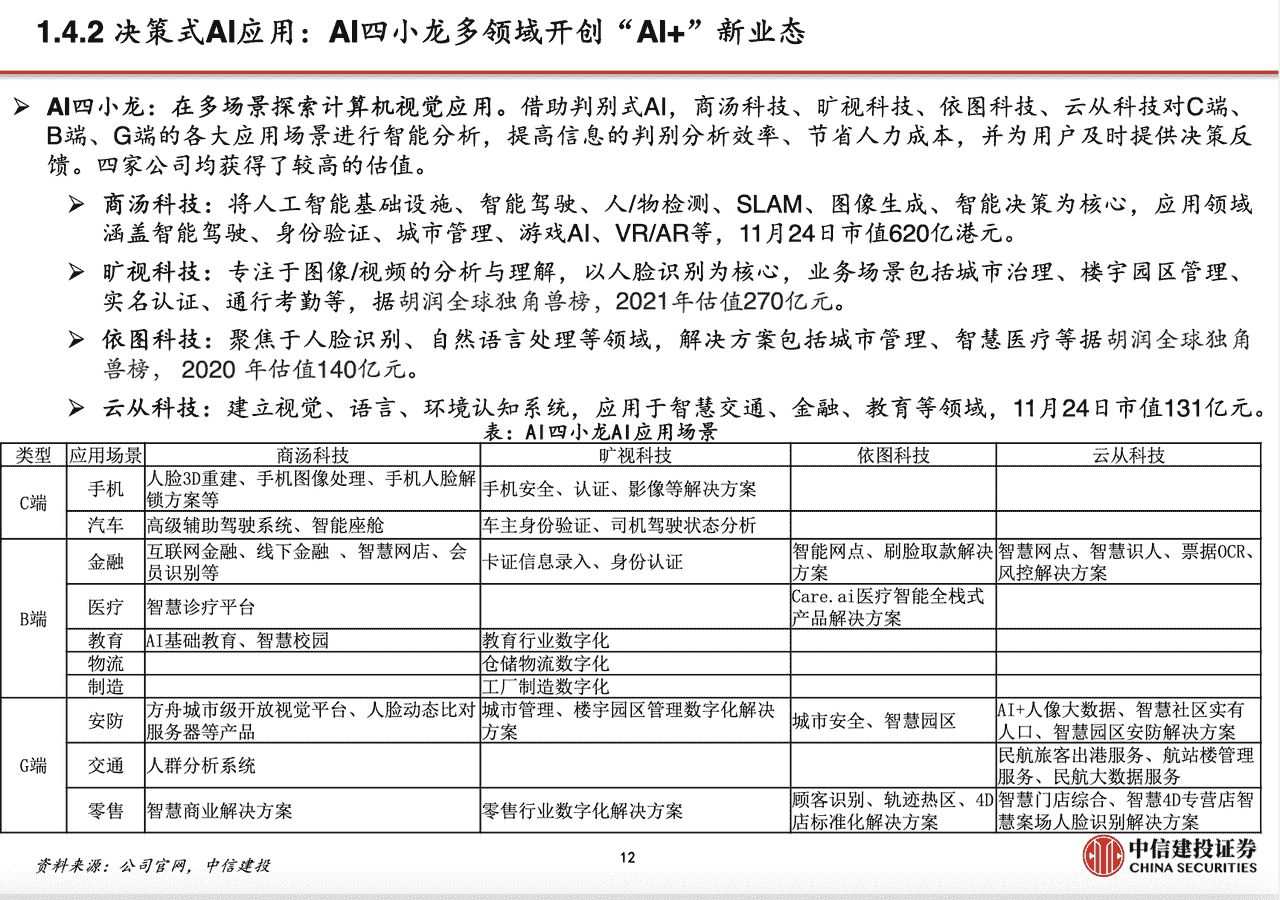 1.4.2 决策式AI应用：AI四小龙多领域开创“AI+”新业态
➢ AI四小龙：在多场景探索计算机视觉应用。借助判别式AI，商汤科技、旷视科技、依图科技、云从科技对C端、
B端、G端的各大应用场景进行智能分析，提高信息的判别分析效率、节省人力成本，并为用户及时提供决策反
馈。四家公司均获得了较高的估值。
➢ 商汤科技：将人工智能基础设施、智能驾驶、人/物检测、SLAM、图像生成、智能决策为核心，应用领域
涵盖智能驾驶、身份验证、城市管理、游戏AI、VR/AR等，11月24日市值620亿港元。
➢ 旷视科技：专注于图像/视频的分析与理解，以人脸识别为核心，业务场景包括城市治理、楼宇园区管理、
实名认证、通行考勤等，据胡润全球独角兽榜，2021年估值270亿元。
➢ 依图科技：聚焦于人脸识别、自然语言处理等领域，解决方案包括城市管理、智慧医疗等据胡润全球独角
兽榜， 2020 年估值140亿元。
➢ 云从科技：建立视觉、语言、环境认知系统，应用于智慧交通、金融、教育等领域，11月24日市值131亿元。
表：AI四小龙AI应用场景
类型 应用场景 商汤科技 旷视科技 依图科技 云从科技
C端
手机
人脸3D重建、手机图像处理、手机人脸解
锁方案等
手机安全、认证、影像等解决方案
汽车 高级辅助驾驶系统、智能座舱 车主身份验证、司机驾驶状态分析
B端
金融
互联网金融、线下金融 、智慧网店、会
员识别等
卡证信息录入、身份认证
智能网点、刷脸取款解决
方案
智慧网点、智慧识人、票据OCR、
风控解决方案
医疗 智慧诊疗平台
Care.ai医疗智能全栈式
产品解决方案
教育 AI基础教育、智慧校园 教育行业数字化
物流 仓储物流数字化
制造 工厂制造数字化
G端
安防
方舟城市级开放视觉平台、人脸动态比对
服务器等产品
城市管理、楼宇园区管理数字化解决
方案
城市安全、智慧园区
AI+人像大数据、智慧社区实有
人口、智慧园区安防解决方案
交通 人群分析系统
民航旅客出港服务、航站楼管理
服务、民航大数据服务
零售 智慧商业解决方案 零售行业数字化解决方案
顾客识别、轨迹热区、4D
店标准化解决方案
智慧门店综合、智慧4D专营店智
慧案场人脸识别解决方案
资料来源：公司官网，中信建投
12
中信建投证券
CHINA SECURITIES